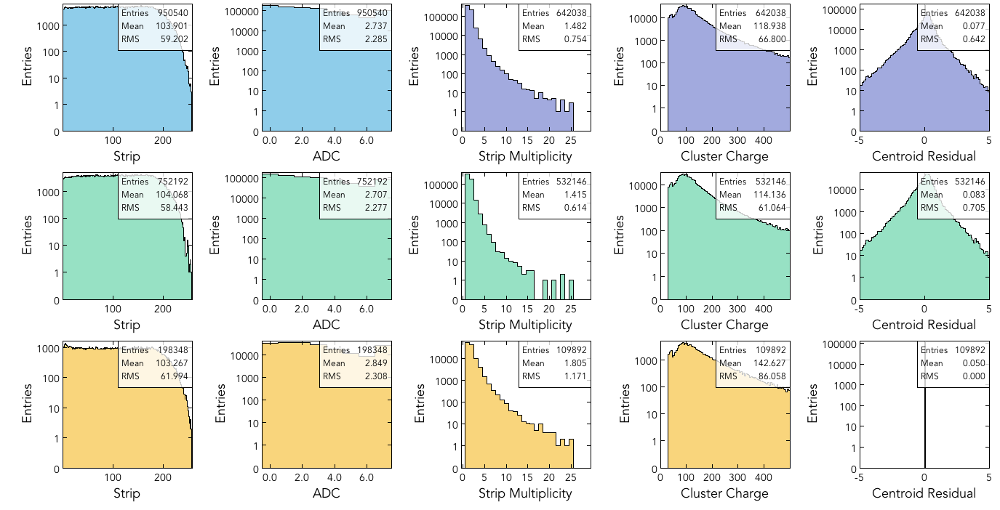 Entries 950540
Mean 103.901
RMS 59.202
1000
100
10
1
0
Entries
100 200
Strip
Entries 950540
Mean 2.737
RMS 2.285
100000
10000
1000
100
10
1
0
Entries
0.0 2.0 4.0 6.0
ADC
Entries 642038
Mean 1.482
RMS 0.754
100000
10000
1000
100
10
1
0
Entries
0 5 10 15 20 25
Strip Multiplicity
Entries 642038
Mean 118.938
RMS 66.800
10000
1000
100
10
1
0
Entries
0 100 200 300 400
Cluster Charge
Entries 642038
Mean 0.077
RMS 0.642
100000
10000
1000
100
10
1
0
Entries
-5 0 5
Centroid Residual
Entries 752192
Mean 104.068
RMS 58.443
1000
100
10
1
0
Entries
100 200
Strip
Entries 752192
Mean 2.707
RMS 2.277
100000
10000
1000
100
10
1
0
Entries
0.0 2.0 4.0 6.0
ADC
Entries 532146
Mean 1.415
RMS 0.614
100000
10000
1000
100
10
1
0
Entries
0 5 10 15 20 25
Strip Multiplicity
Entries 532146
Mean 114.136
RMS 61.064
10000
1000
100
10
1
0
Entries
0 100 200 300 400
Cluster Charge
Entries 532146
Mean 0.083
RMS 0.705
10000
1000
100
10
1
0
Entries
-5 0 5
Centroid Residual
Entries 198348
Mean 103.267
RMS 61.994
1000
100
10
1
0
Entries
100 200
Strip
Entries 198348
Mean 2.849
RMS 2.308
10000
1000
100
10
1
0
Entries
0.0 2.0 4.0 6.0
ADC
Entries 109892
Mean 1.805
RMS 1.171
10000
1000
100
10
1
0
Entries
0 5 10 15 20 25
Strip Multiplicity
Entries 109892
Mean 142.627
RMS 86.058
1000
100
10
1
0
Entries
0 100 200 300 400
Cluster Charge
Entries 109892
Mean 0.050
RMS 0.000
100000
10000
1000
100
10
1
0
Entries
-5 0 5
Centroid Residual